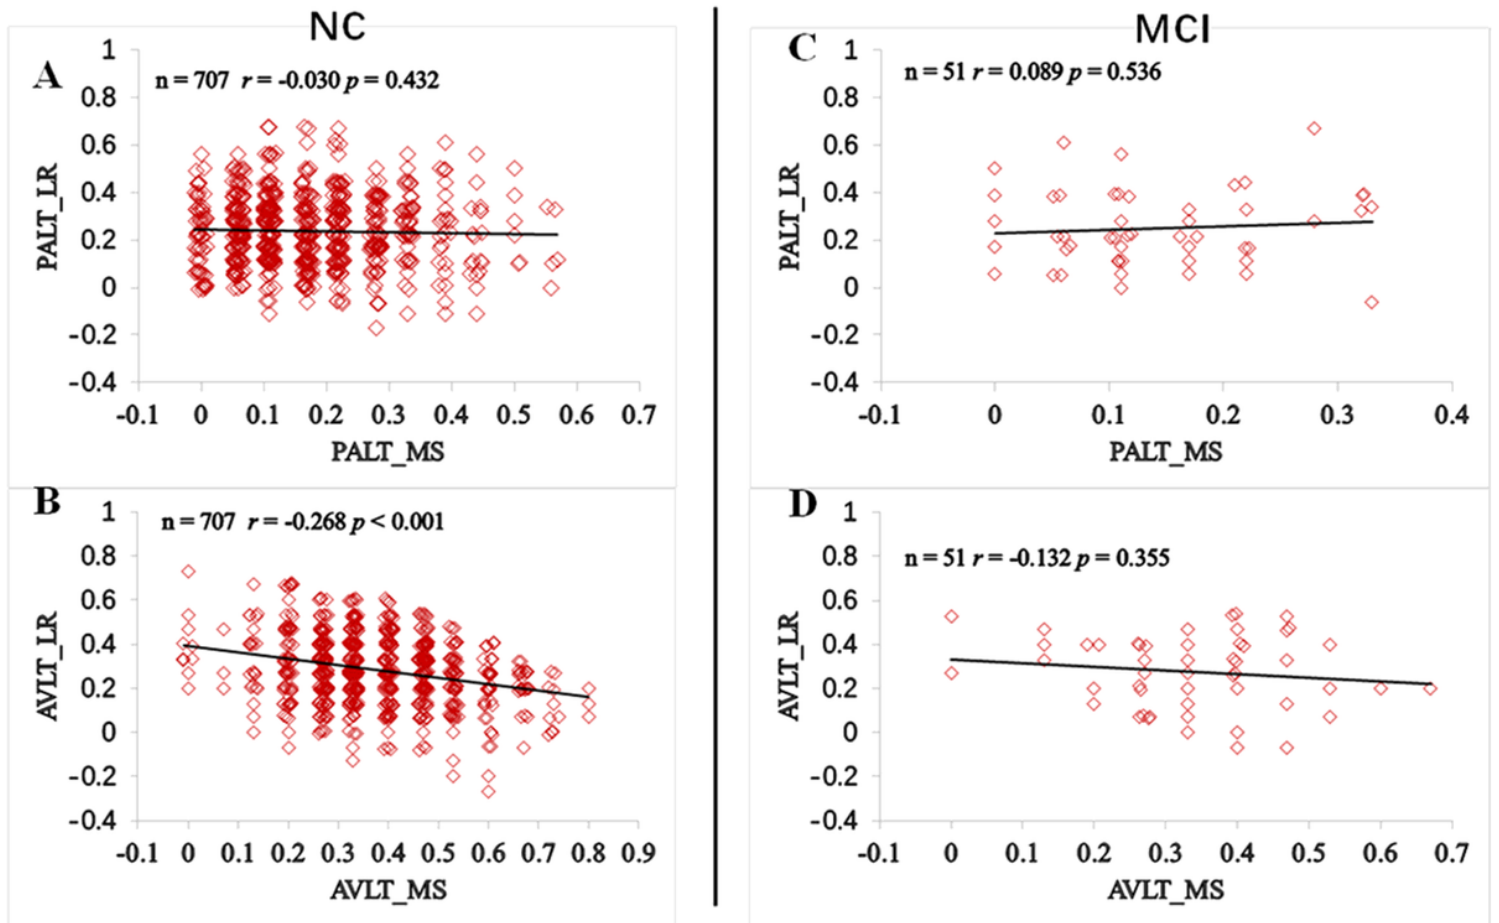 NC
A
n = 707 r = -0.030 p = 0.432
1
0.8
0.6
0.4
0.2
0
-0.2
-0.4
PALT_LR
-0.1 0 0.1 0.2 0.3 0.4 0.5 0.6 0.7
PALT_MS
B
n = 707 r = -0.268 p < 0.001
1
0.8
0.6
0.4
0.2
0
-0.2
-0.4
AVLT_LR
-0.1 0 0.1 0.2 0.3 0.4 0.5 0.6 0.7 0.8 0.9
AVLT_MS
MCI
C
n = 51 r = 0.089 p = 0.536
1
0.8
0.6
0.4
0.2
0
-0.2
-0.4
PALT_LR
-0.1 0 0.1 0.2 0.3 0.4
PALT_MS
D
n = 51 r = -0.132 p = 0.355
1
0.8
0.6
0.4
0.2
0
-0.2
-0.4
AVLT_LR
-0.1 0 0.1 0.2 0.3 0.4 0.5 0.6 0.7
AVLT_MS